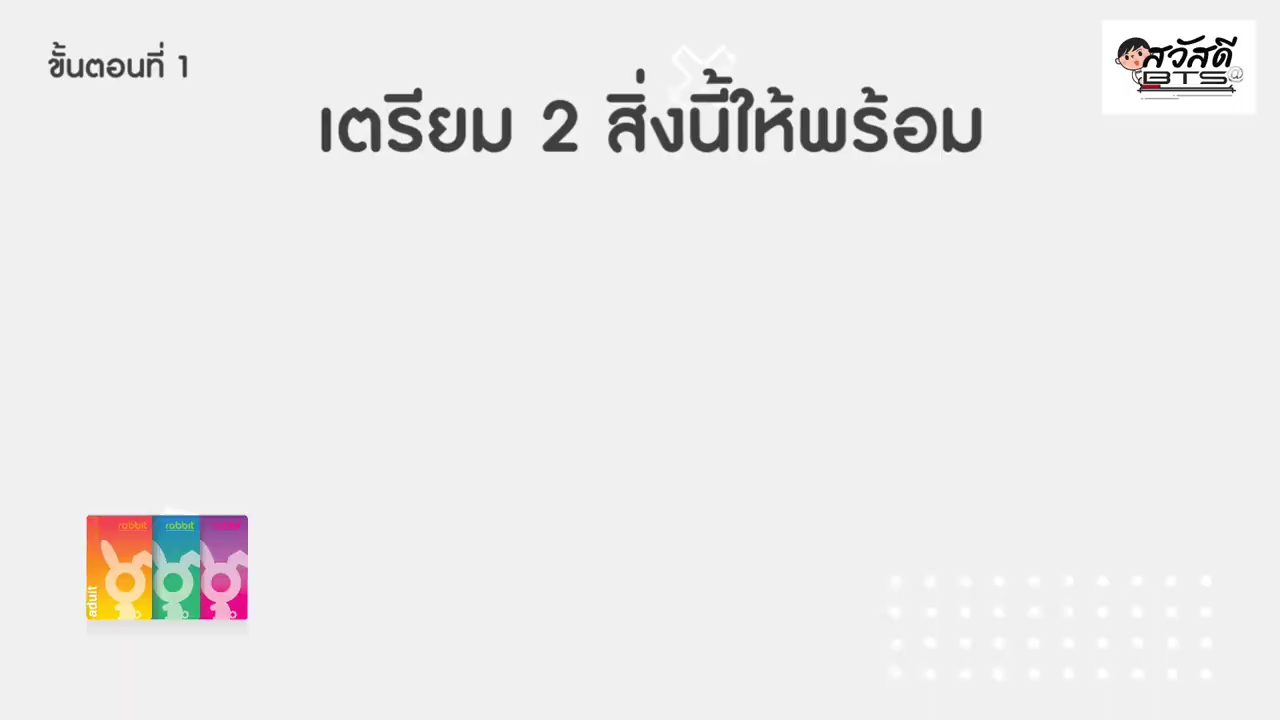 ขั้นตอนที่ 1
เตรียม 2 สิ่งนี้ให้พร้อม
สวัสดี
BTS@
rabbit
rabbit
rabbit
adult